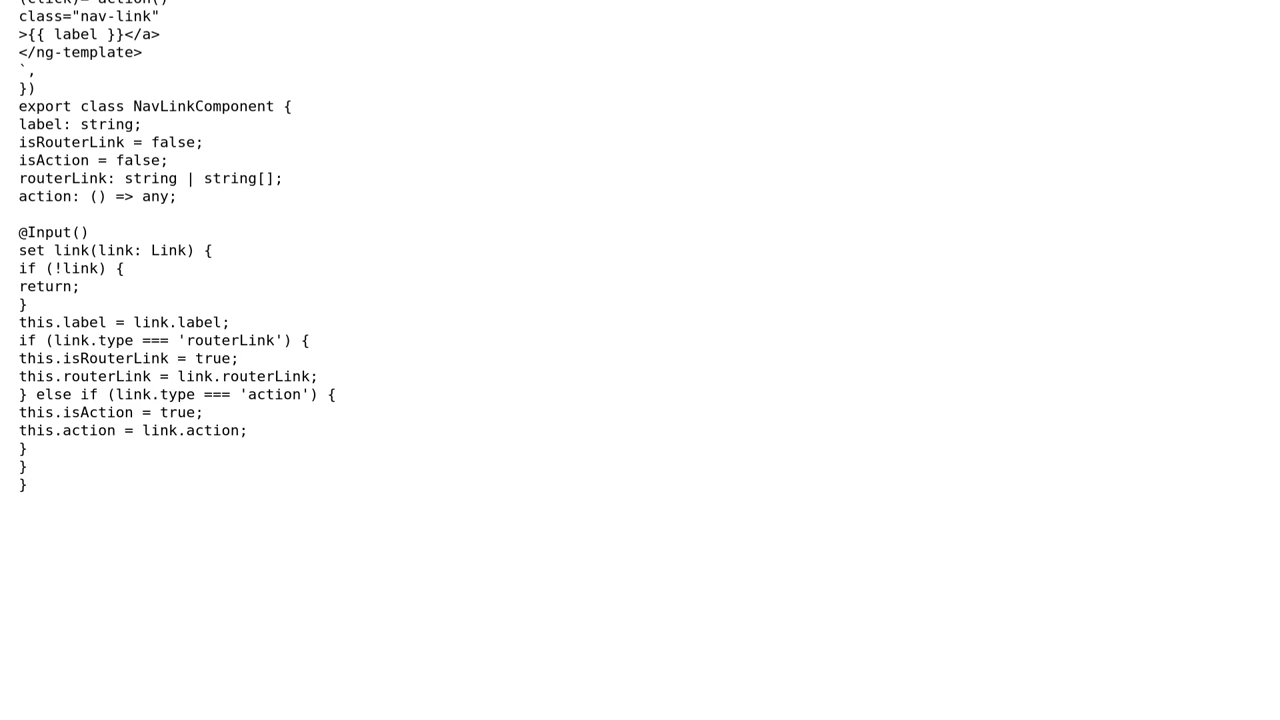 (click)="action()"
class="nav-link"
>{{ label }}</a>
</ng-template>
`,
})
export class NavLinkComponent {
label: string;
isRouterLink = false;
isAction = false;
routerLink: string | string[];
action: () => any;

@Input()
set link(link: Link) {
if (!link) {
return;
}
this.label = link.label;
if (link.type === 'routerLink') {
this.isRouterLink = true;
this.routerLink = link.routerLink;
} else if (link.type === 'action') {
this.isAction = true;
this.action = link.action;
}
}
}